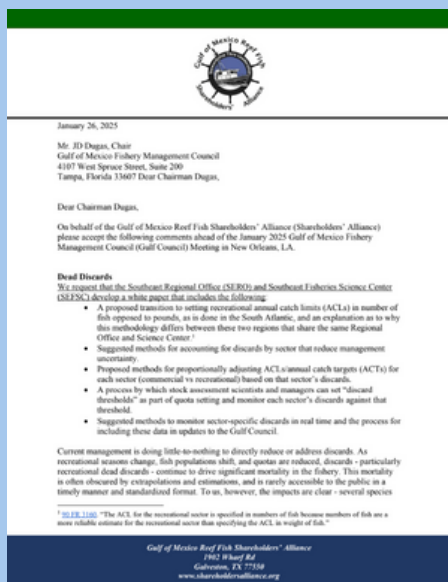 Gulf of Mexico Reef Fish
Shareholders' Alliance
January 26, 2025
Mr. JD Dugas, Chair
Gulf of Mexico Fishery Management Council
4107 West Spruce Street, Suite 200
Tampa, Florida 33607 Dear Chairman Dugas,
Dear Chairman Dugas,
On behalf of the Gulf of Mexico Reef Fish Shareholders' Alliance (Shareholders' Alliance)
please accept the following comments ahead of the January 2025 Gulf of Mexico Fishery
Management Council (Gulf Council) Meeting in New Orleans, LA.
Dead Discards
We request that the Southeast Regional Office (SERO) and Southeast Fisheries Science Center
(SEFSC) develop a white paper that includes the following:
• A proposed transition to setting recreational annual catch limits (ACLs) in number of
fish opposed to pounds, as is done in the South Atlantic, and an explanation as to why
this methodology differs between these two regions that share the same Regional
Office and Science Center.¹
• Suggested methods for accounting for discards by sector that reduce management
uncertainty.
• Proposed methods for proportionally adjusting ACLs/annual catch targets (ACTs) for
each sector (commercial vs recreational) based on that sector's discards.
• A process by which stock assessment scientists and managers can set "discard
thresholds" as part of quota setting and monitor each sector's discards against that
threshold.
• Suggested methods to monitor sector-specific discards in real time and the process for
including these data in updates to the Gulf Council.
Current management is doing little-to-nothing to directly reduce or address discards. As
recreational seasons change, fish populations shift, and quotas are reduced, discards - particularly
recreational dead discards - continue to drive significant mortality in the fishery. This mortality
is often obscured by extrapolations and estimations, and is rarely accessible to the public in a
timely manner and standardized format. To us, however, the impacts are clear - several species
¹ 90 FR 3160. "The ACL for the recreational sector is specified in numbers of fish because numbers of fish are a
more reliable estimate for the recreational sector than specifying the ACL in weight of fish."
Gulf of Mexico Reef Fish Shareholders' Alliance
1902 Wharf Rd
Galveston, TX 77550
www.shareholdersalliance.org